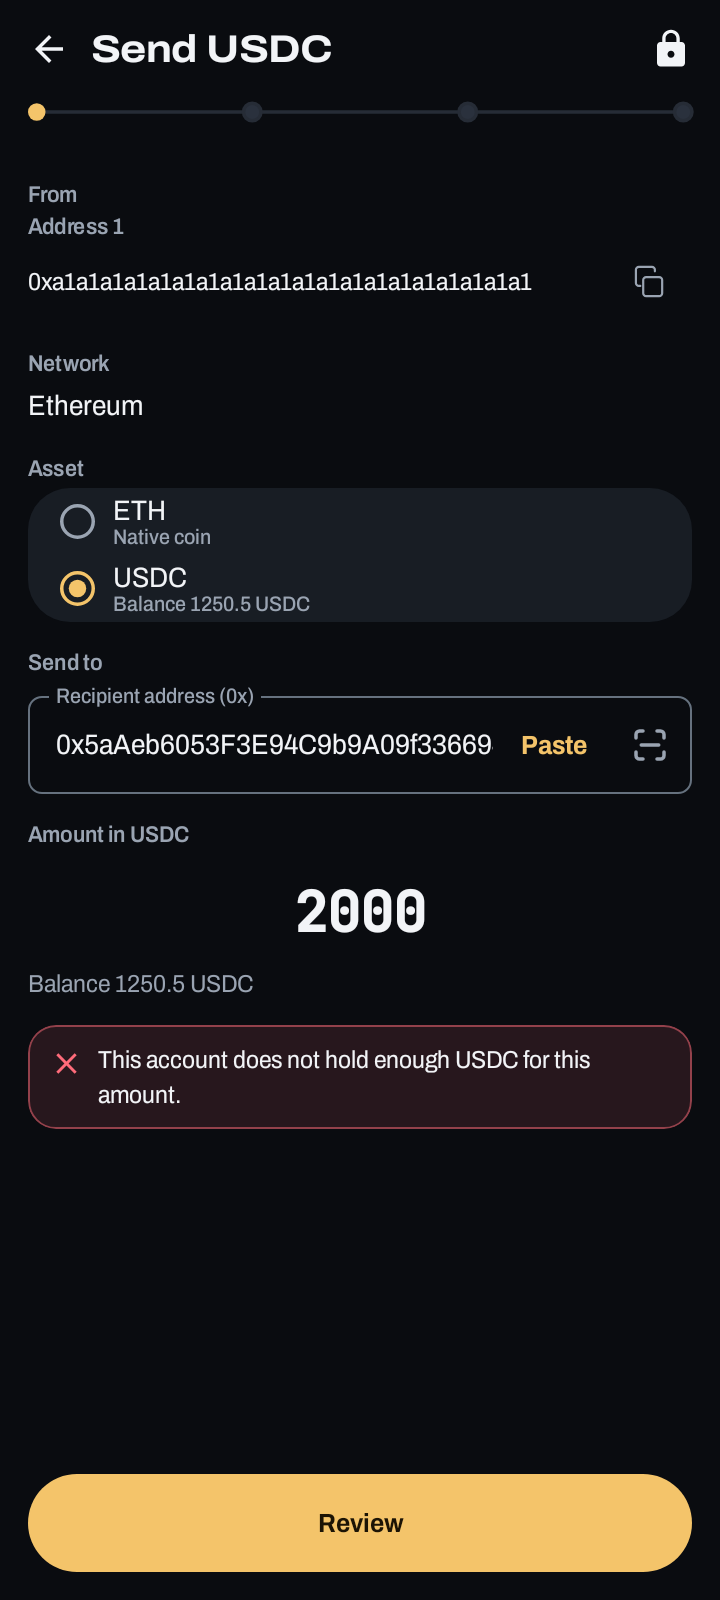 Send USDC
From
Address 1
0xa1a1a1a1a1a1a1a1a1a1a1a1a1a1a1a1a1a1a1a1
Network
Ethereum
Asset
ETH
Native coin
USDC
Balance 1250.5 USDC
Send to
Recipient address (0x)
0x5aAeb6053F3E94C9b9A09f33669
Paste
Amount in USDC
2000
Balance 1250.5 USDC
This account does not hold enough USDC for this
amount.
Review